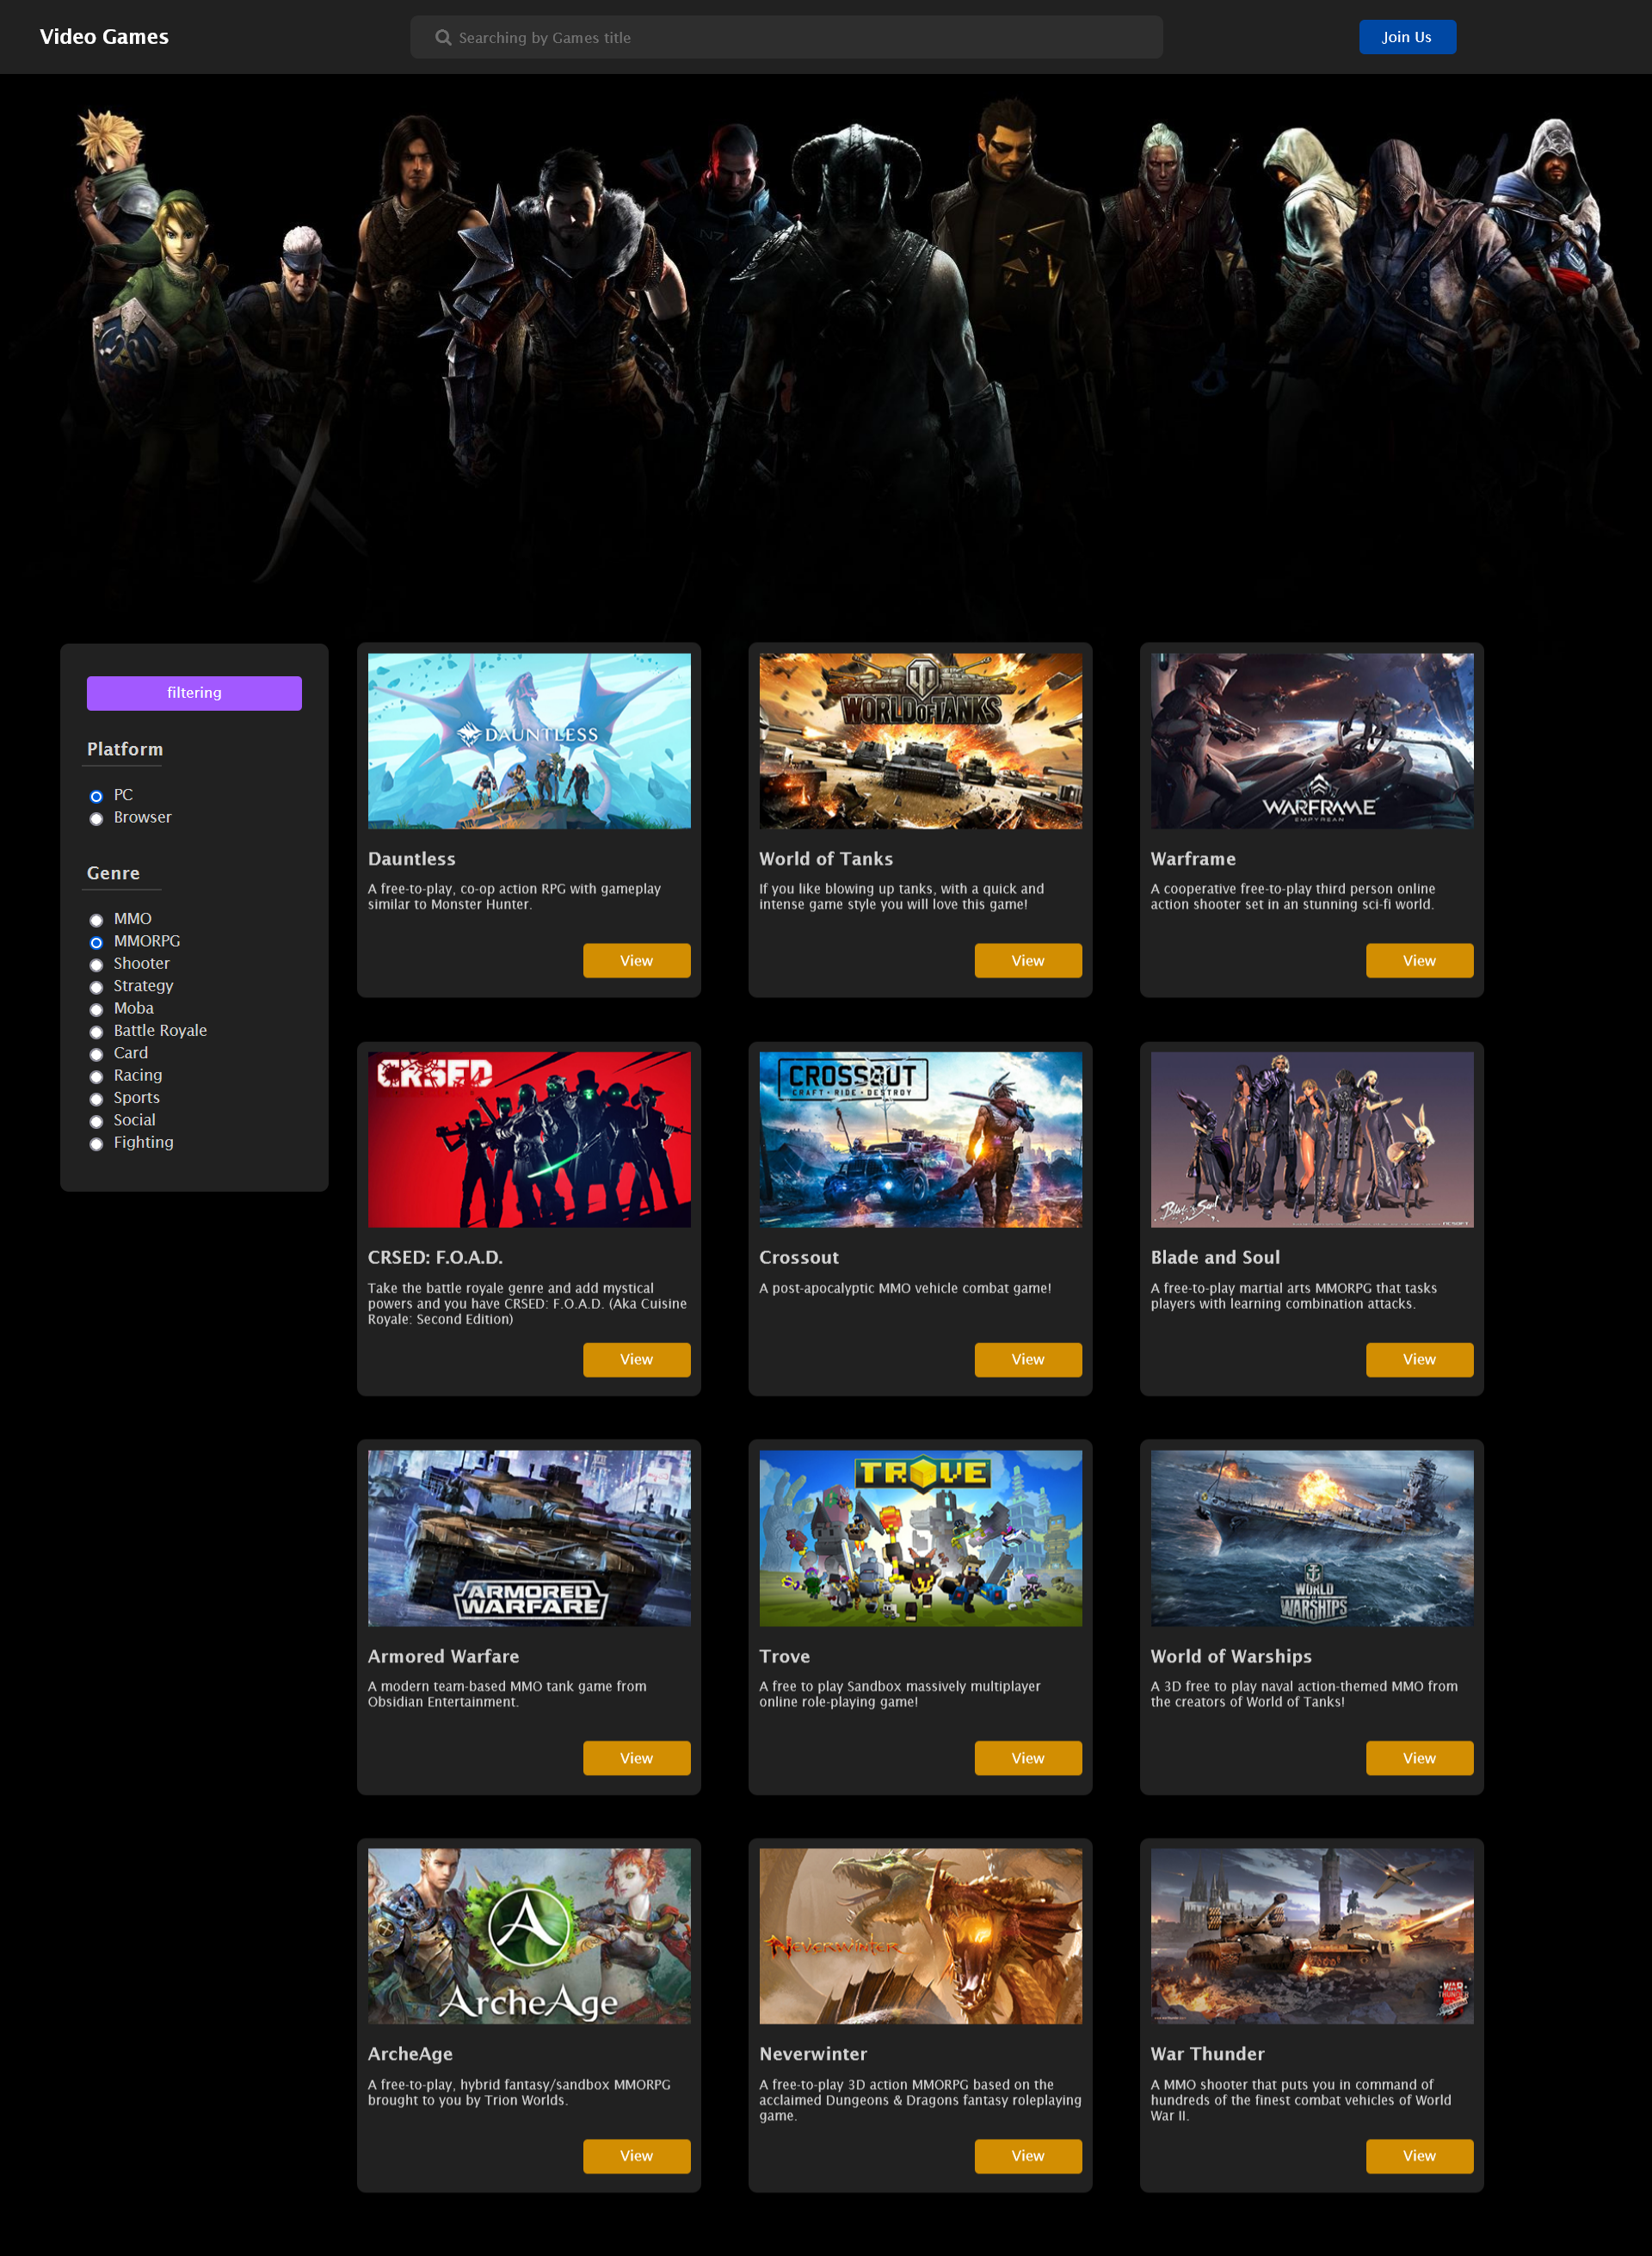 Video Games
Searching by Games title
Join Us
N7
filtering
Platform
PC
Browser
Genre
MMO
MMORPG
Shooter
Strategy
Moba
Battle Royale
Card
Racing
Sports
Social
Fighting
DAUNTLESS
Dauntless
A free-to-play, co-op action RPG with gameplay
similar to Monster Hunter.
View
WORLD OF TANKS
World of Tanks
If you like blowing up tanks, with a quick and
intense game style you will love this game!
View
WARFRAME
EMPYREAN
Warframe
A cooperative free-to-play third person online
action shooter set in an stunning sci-fi world.
View
CRSED
CRSED: F.O.A.D.
Take the battle royale genre and add mystical
powers and you have CRSED: F.O.A.D. (Aka Cuisine
Royale: Second Edition)
View
CROSSOUT
CRAFT · RIDE · DESTROY
Crossout
A post-apocalyptic MMO vehicle combat game!
View
Blade & Soul
Blade and Soul
A free-to-play martial arts MMORPG that tasks
players with learning combination attacks.
View
ARMORED
WARFARE
Armored Warfare
A modern team-based MMO tank game from
Obsidian Entertainment.
View
TROVE
Trove
A free to play Sandbox massively multiplayer
online role-playing game!
View
WORLD
OF
WARSHIPS
World of Warships
A 3D free to play naval action-themed MMO from
the creators of World of Tanks!
View
ArcheAge
ArcheAge
A free-to-play, hybrid fantasy/sandbox MMORPG
brought to you by Trion Worlds.
View
NEVERWINTER
Neverwinter
A free-to-play 3D action MMORPG based on the
acclaimed Dungeons & Dragons fantasy roleplaying
game.
View
WAR
THUNDER
War Thunder
A MMO shooter that puts you in command of
hundreds of the finest combat vehicles of World
War II.
View